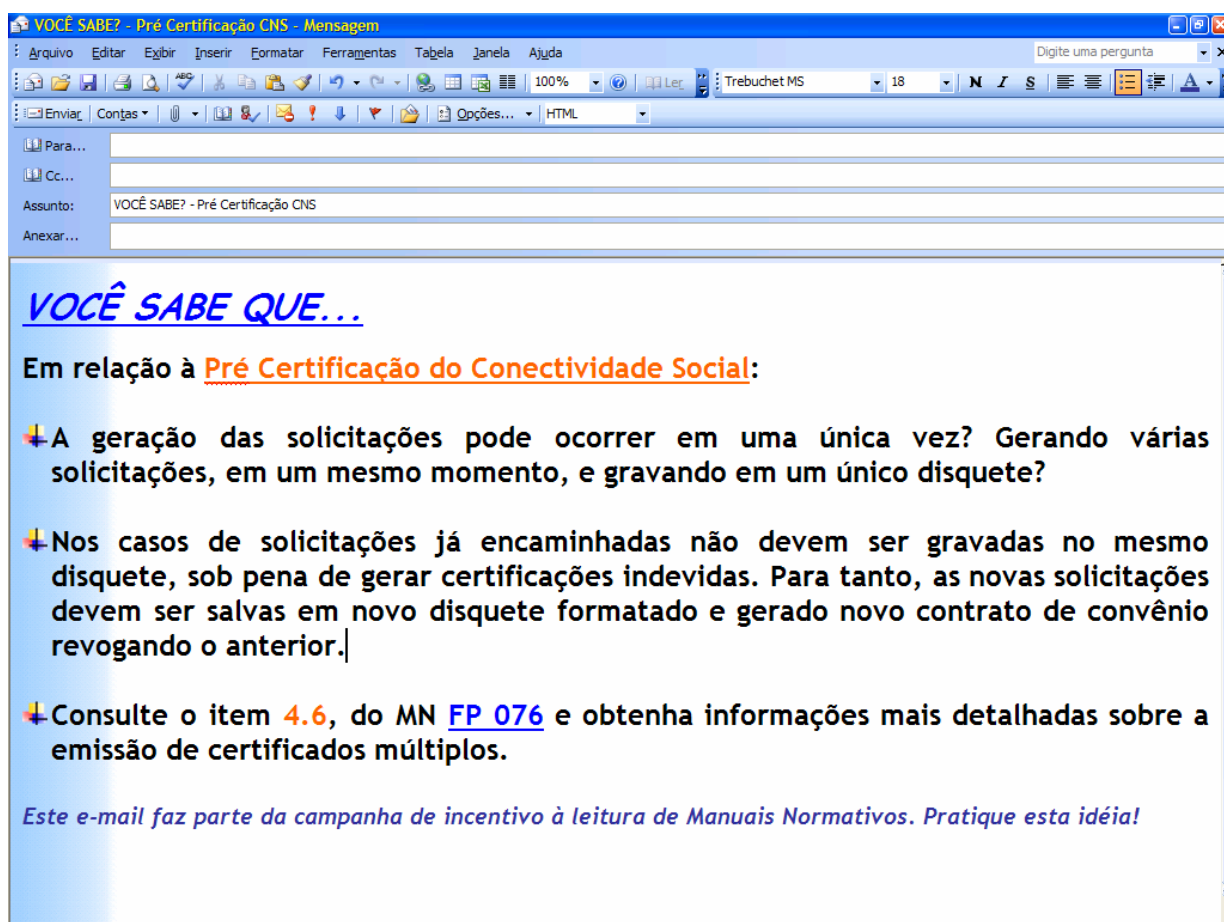 VOCÊ SABE? - Pré Certificação CNS - Mensagem
Arquivo Editar Exibir Inserir Formatar Ferramentas Tabela Janela Ajuda Digite uma pergunta
100% Ler Trebuchet MS 18 N I S A
Enviar Contas Opções... HTML
Para...
Cc...
Assunto: VOCÊ SABE? - Pré Certificação CNS
Anexar...
VOCÊ SABE QUE...
Em relação à Pré Certificação do Conectividade Social:
A geração das solicitações pode ocorrer em uma única vez? Gerando várias
solicitações, em um mesmo momento, e gravando em um único disquete?
Nos casos de solicitações já encaminhadas não devem ser gravadas no mesmo
disquete, sob pena de gerar certificações indevidas. Para tanto, as novas solicitações
devem ser salvas em novo disquete formatado e gerado novo contrato de convênio
revogando o anterior.
Consulte o item 4.6, do MN FP 076 e obtenha informações mais detalhadas sobre a
emissão de certificados múltiplos.
Este e-mail faz parte da campanha de incentivo à leitura de Manuais Normativos. Pratique esta idéia!